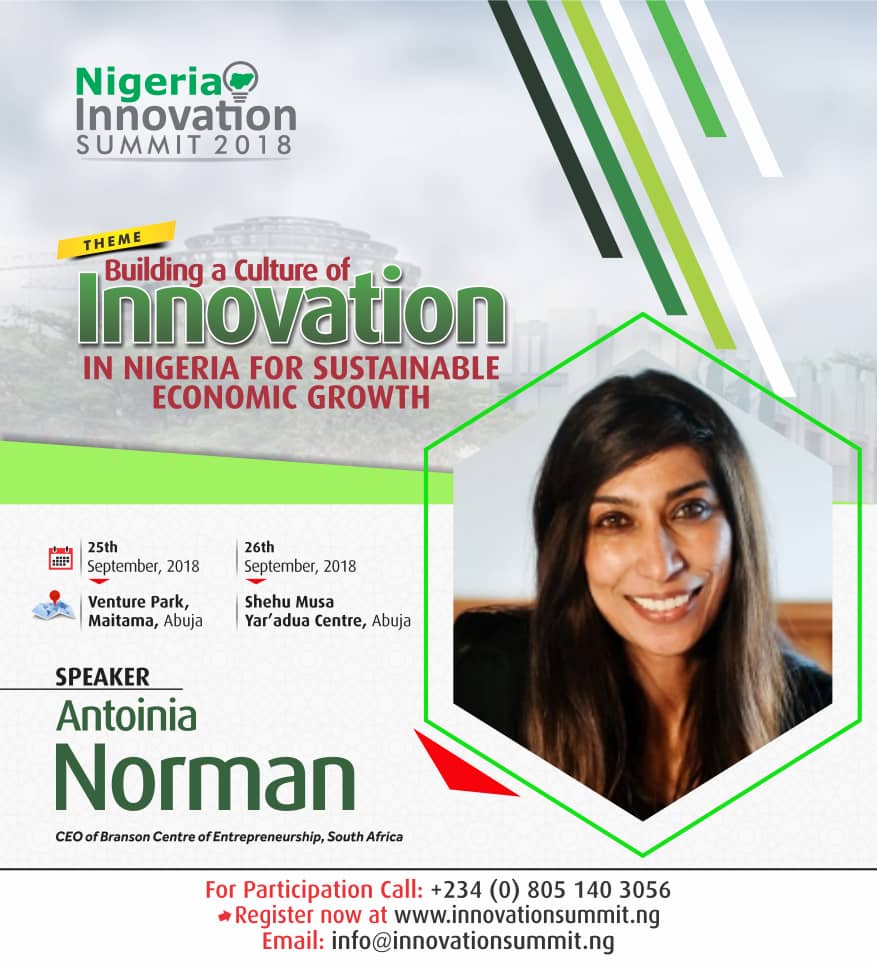 Nigeria
Innovation
SUMMIT 2018
THEME
Building a Culture of
Innovation
IN NIGERIA FOR SUSTAINABLE
ECONOMIC GROWTH
25th
September, 2018
Venture Park,
Maitama, Abuja
26th
September, 2018
Shehu Musa
Yar’adua Centre, Abuja
SPEAKER
Antoinia
Norman
CEO of Branson Centre of Entrepreneurship, South Africa
For Participation Call: +234 (0) 805 140 3056
Register now at www.innovationsummit.ng
Email: info@innovationsummit.ng